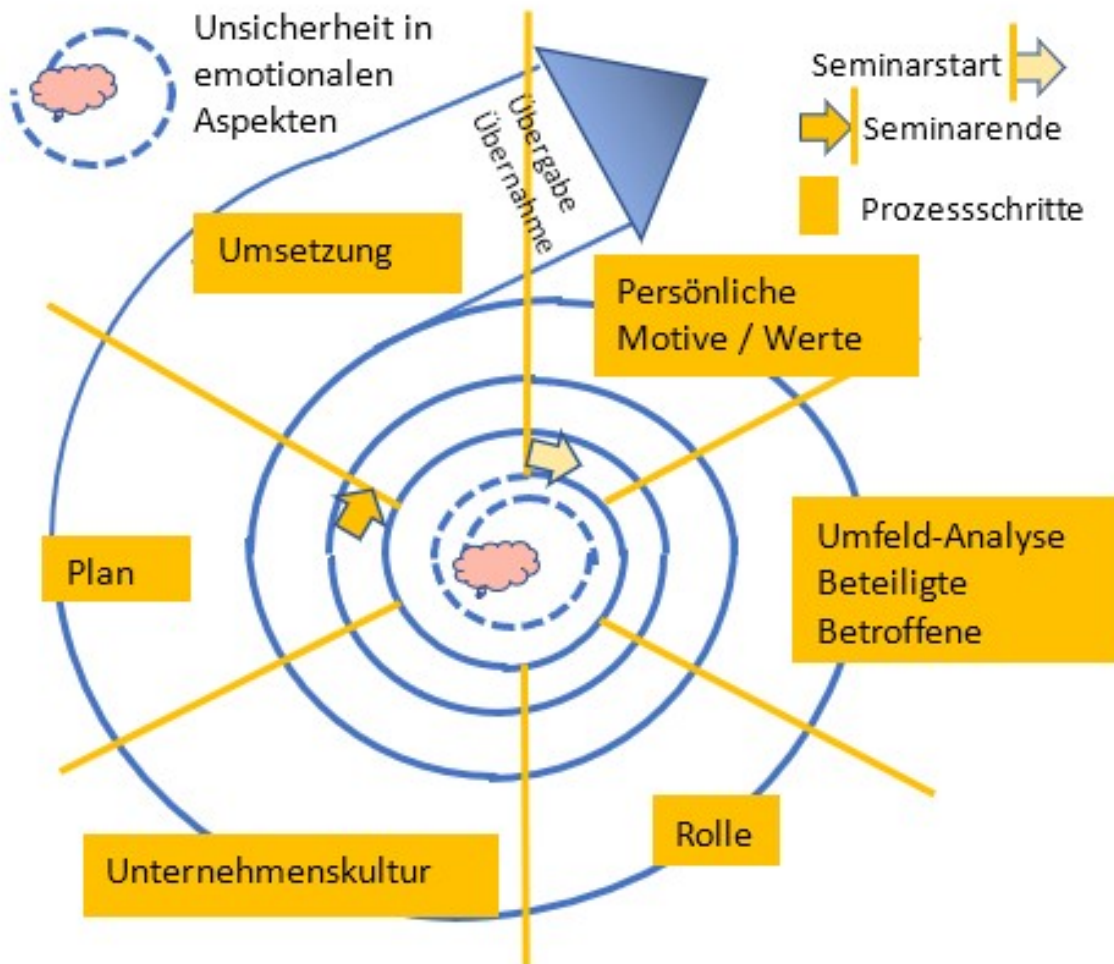 Unsicherheit in
emotionalen
Aspekten
Seminarstart
Seminarende
Prozessschritte
Übergabe
Übernahme
Umsetzung
Persönliche
Motive / Werte
Umfeld-Analyse
Beteiligte
Betroffene
Plan
Rolle
Unternehmenskultur